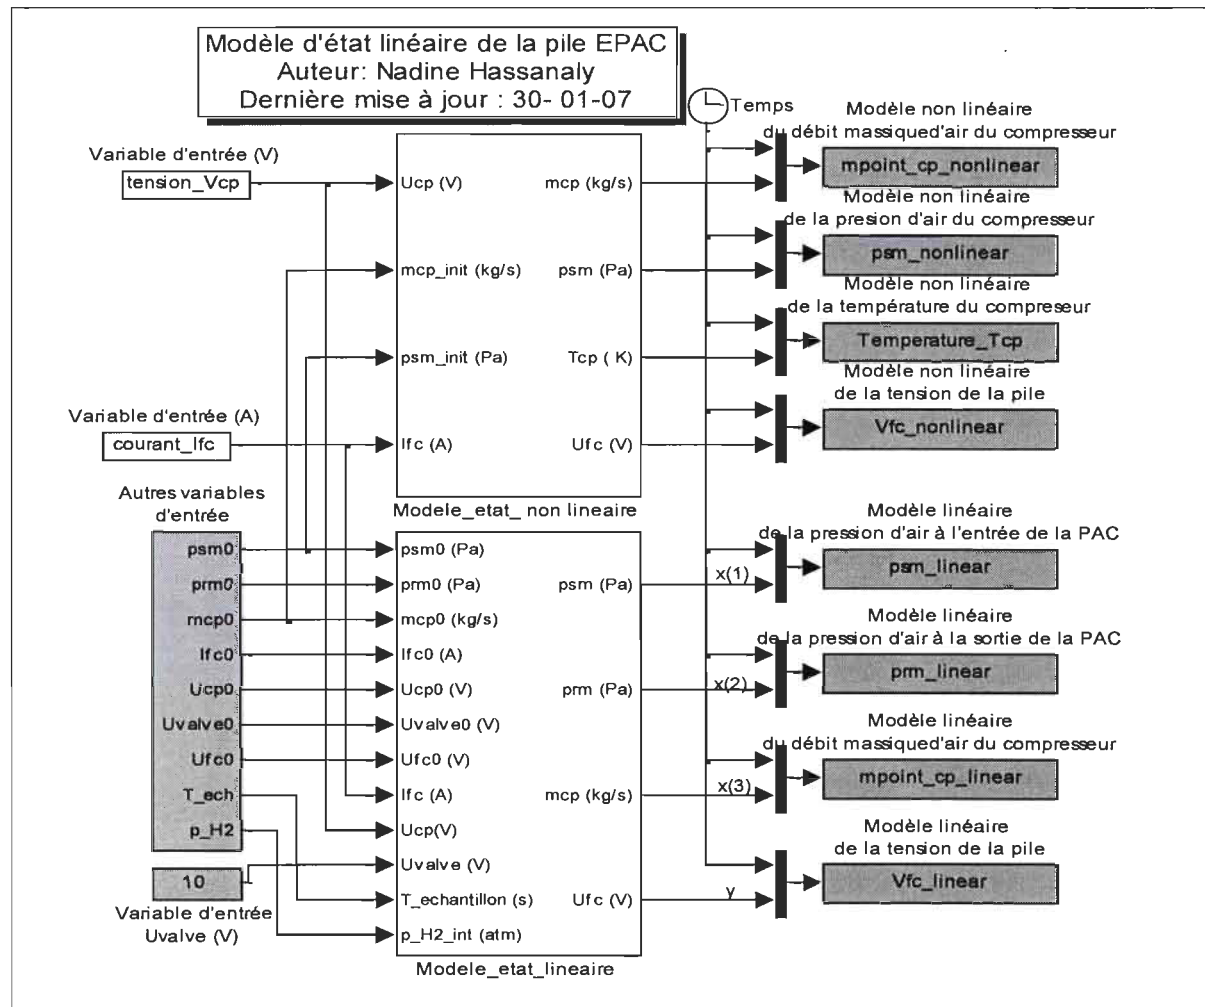 Modèle d'état linéaire de la pile EPAC
Auteur: Nadine Hassanaly
Dernière mise à jour : 30- 01-07
Temps
Variable d'entrée (V)
tension_Vcp
Variable d'entrée (A)
courant_Ifc
Autres variables
d'entrée
psm0
prm0
mcp0
Ifc0
Ucp0
Uvalve0
Ufc0
T_ech
p_H2
10
Variable d'entrée
Uvalve (V)
Ucp (V)
mcp_init (kg/s)
psm_init (Pa)
Ifc (A)
mcp (kg/s)
psm (Pa)
Tcp ( K)
Ufc (V)
Modele_etat_ non lineaire
psm0 (Pa)
prm0 (Pa)
mcp0 (kg/s)
Ifc0 (A)
Ucp0 (V)
Uvalve0 (V)
Ufc0 (V)
Ifc (A)
Ucp(V)
Uvalve (V)
T_echantillon (s)
p_H2_int (atm)
psm (Pa)
prm (Pa)
mcp (kg/s)
Ufc (V)
Modele_etat_lineaire
x(1)
x(2)
x(3)
y
Modèle non linéaire
du débit massiqued'air du compresseur
mpoint_cp_nonlinear
Modèle non linéaire
de la presion d'air du compresseur
psm_nonlinear
Modèle non linéaire
de la température du compreseur
Temperature_Tcp
Modèle non linéaire
de la tension de la pile
Vfc_nonlinear
Modèle linéaire
de la pression d'air à l'entrée de la PAC
psm_linear
Modèle linéaire
de la pression d'air à la sortie de la PAC
prm_linear
Modèle linéaire
du débit massiqued'air du compresseur
mpoint_cp_linear
Modèle linéaire
de la tension de la pile
Vfc_linear